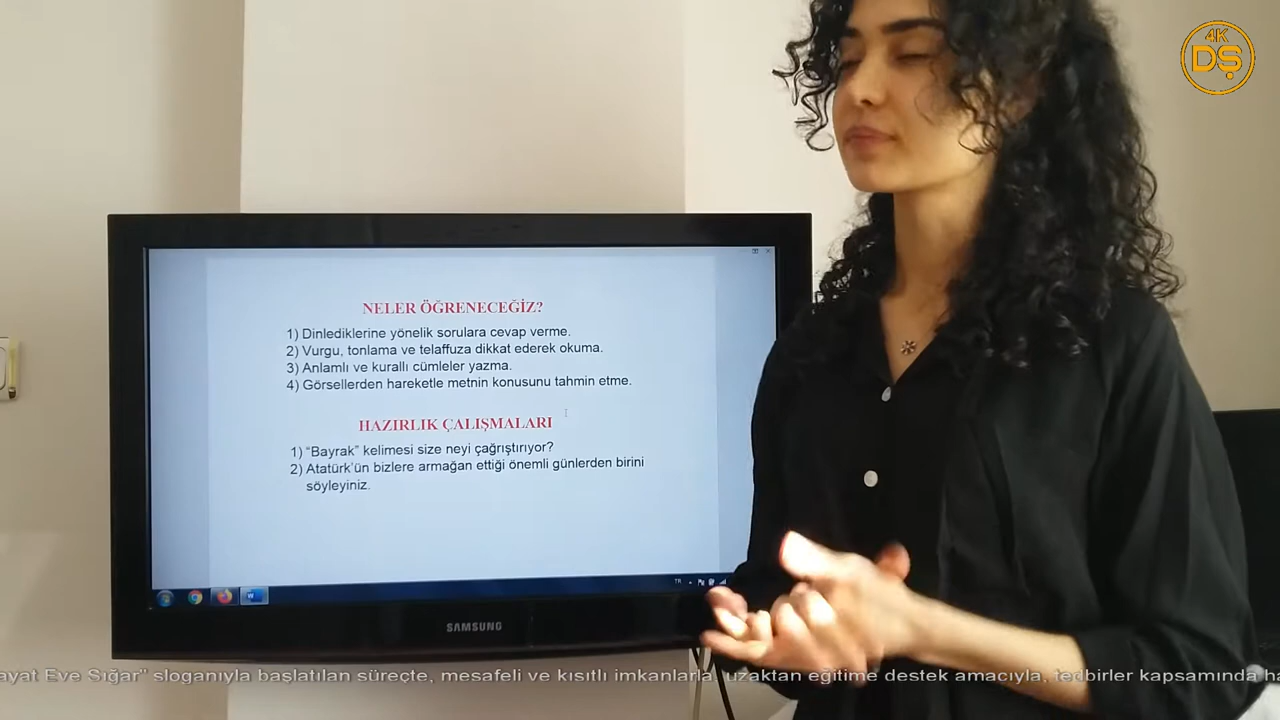 4K
DŞ
NELER ÖĞRENECEĞİZ?
1) Dinlediklerine yönelik sorulara cevap verme.
2) Vurgu, tonlama ve telaffuza dikkat ederek okuma.
3) Anlamlı ve kurallı cümleler yazma.
4) Görsellerden hareketle metnin konusunu tahmin etme.
HAZIRLIK ÇALIŞMALARI
1) “Bayrak” kelimesi size neyi çağrıştırıyor?
2) Atatürk'ün bizlere armağan ettiği önemli günlerden birini
söyleyiniz.
TR
SAMSUNG
ayat Eve Sığar" sloganıyla başlatılan süreçte, mesafeli ve kısıtlı imkanlarla, uzaktan eğitime destek amacıyla, tedbirler kapsamında ha